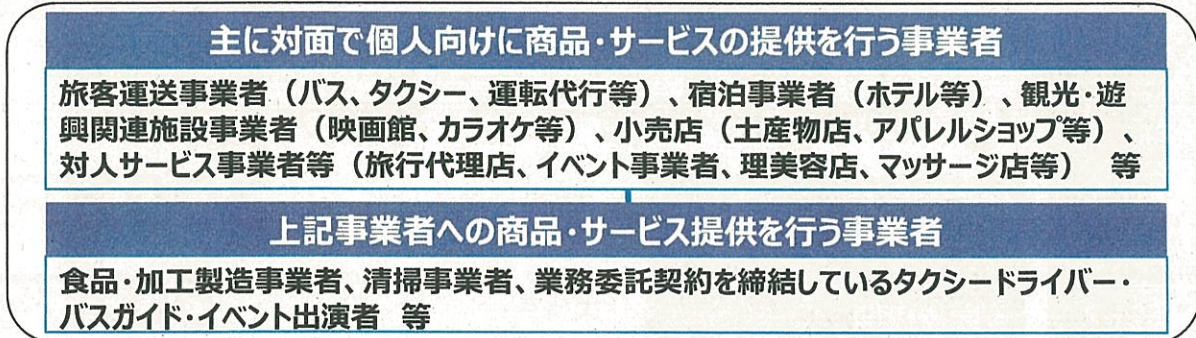 主に対面で個人向けに商品・サービスの提供を行う事業者
旅客運送事業者（バス、タクシー、運転代行等）、宿泊事業者（ホテル等）、観光・遊
興関連施設事業者（映画館、カラオケ等）、小売店（土産物店、アパレルショップ等）、
対人サービス事業者等（旅行代理店、イベント事業者、理美容店、マッサージ店等）　等
上記事業者への商品・サービス提供を行う事業者
食品・加工製造事業者、清掃事業者、業務委託契約を締結しているタクシードライバー・
バスガイド・イベント出演者　等